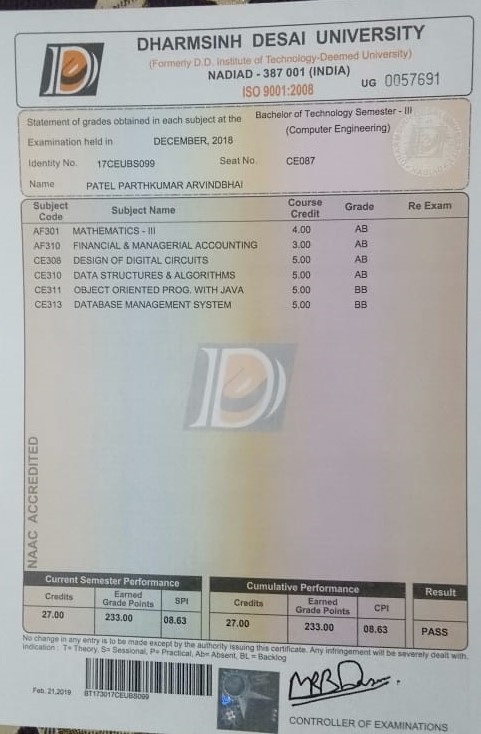 DHARMSINH DESAI UNIVERSITY
(Formerly D.D. Institute of Technology-Deemed University)
NADIAD - 387 001 (INDIA)
UG 0057691
ISO 9001:2008
Statement of grades obtained in each subject at the Bachelor of Technology Semester - III
(Computer Engineering)
Examination held in DECEMBER, 2018
Identity No. 17CEUBS099 Seat No. CE087
Name PATEL PARTHKUMAR ARVINDBHAI
Subject Code Subject Name Course Credit Grade Re Exam
AF301 MATHEMATICS - III 4.00 AB
AF310 FINANCIAL & MANAGERIAL ACCOUNTING 3.00 AB
CE308 DESIGN OF DIGITAL CIRCUITS 5.00 AB
CE310 DATA STRUCTURES & ALGORITHMS 5.00 AB
CE311 OBJECT ORIENTED PROG. WITH JAVA 5.00 BB
CE313 DATABASE MANAGEMENT SYSTEM 5.00 BB
NAAC ACCREDITED
Current Semester Performance Cumulative Performance Result
Credits Earned Grade Points SPI Credits Earned Grade Points CPI
27.00 233.00 08.63 27.00 233.00 08.63 PASS
No change in any entry is to be made except by the authority issuing this certificate. Any infringement will be severely dealt with.
Indication : T= Theory, S= Sessional, P= Practical, Ab= Absent, BL = Backlog
Feb. 21,2019 BT173017CEUBS099
CONTROLLER OF EXAMINATIONS